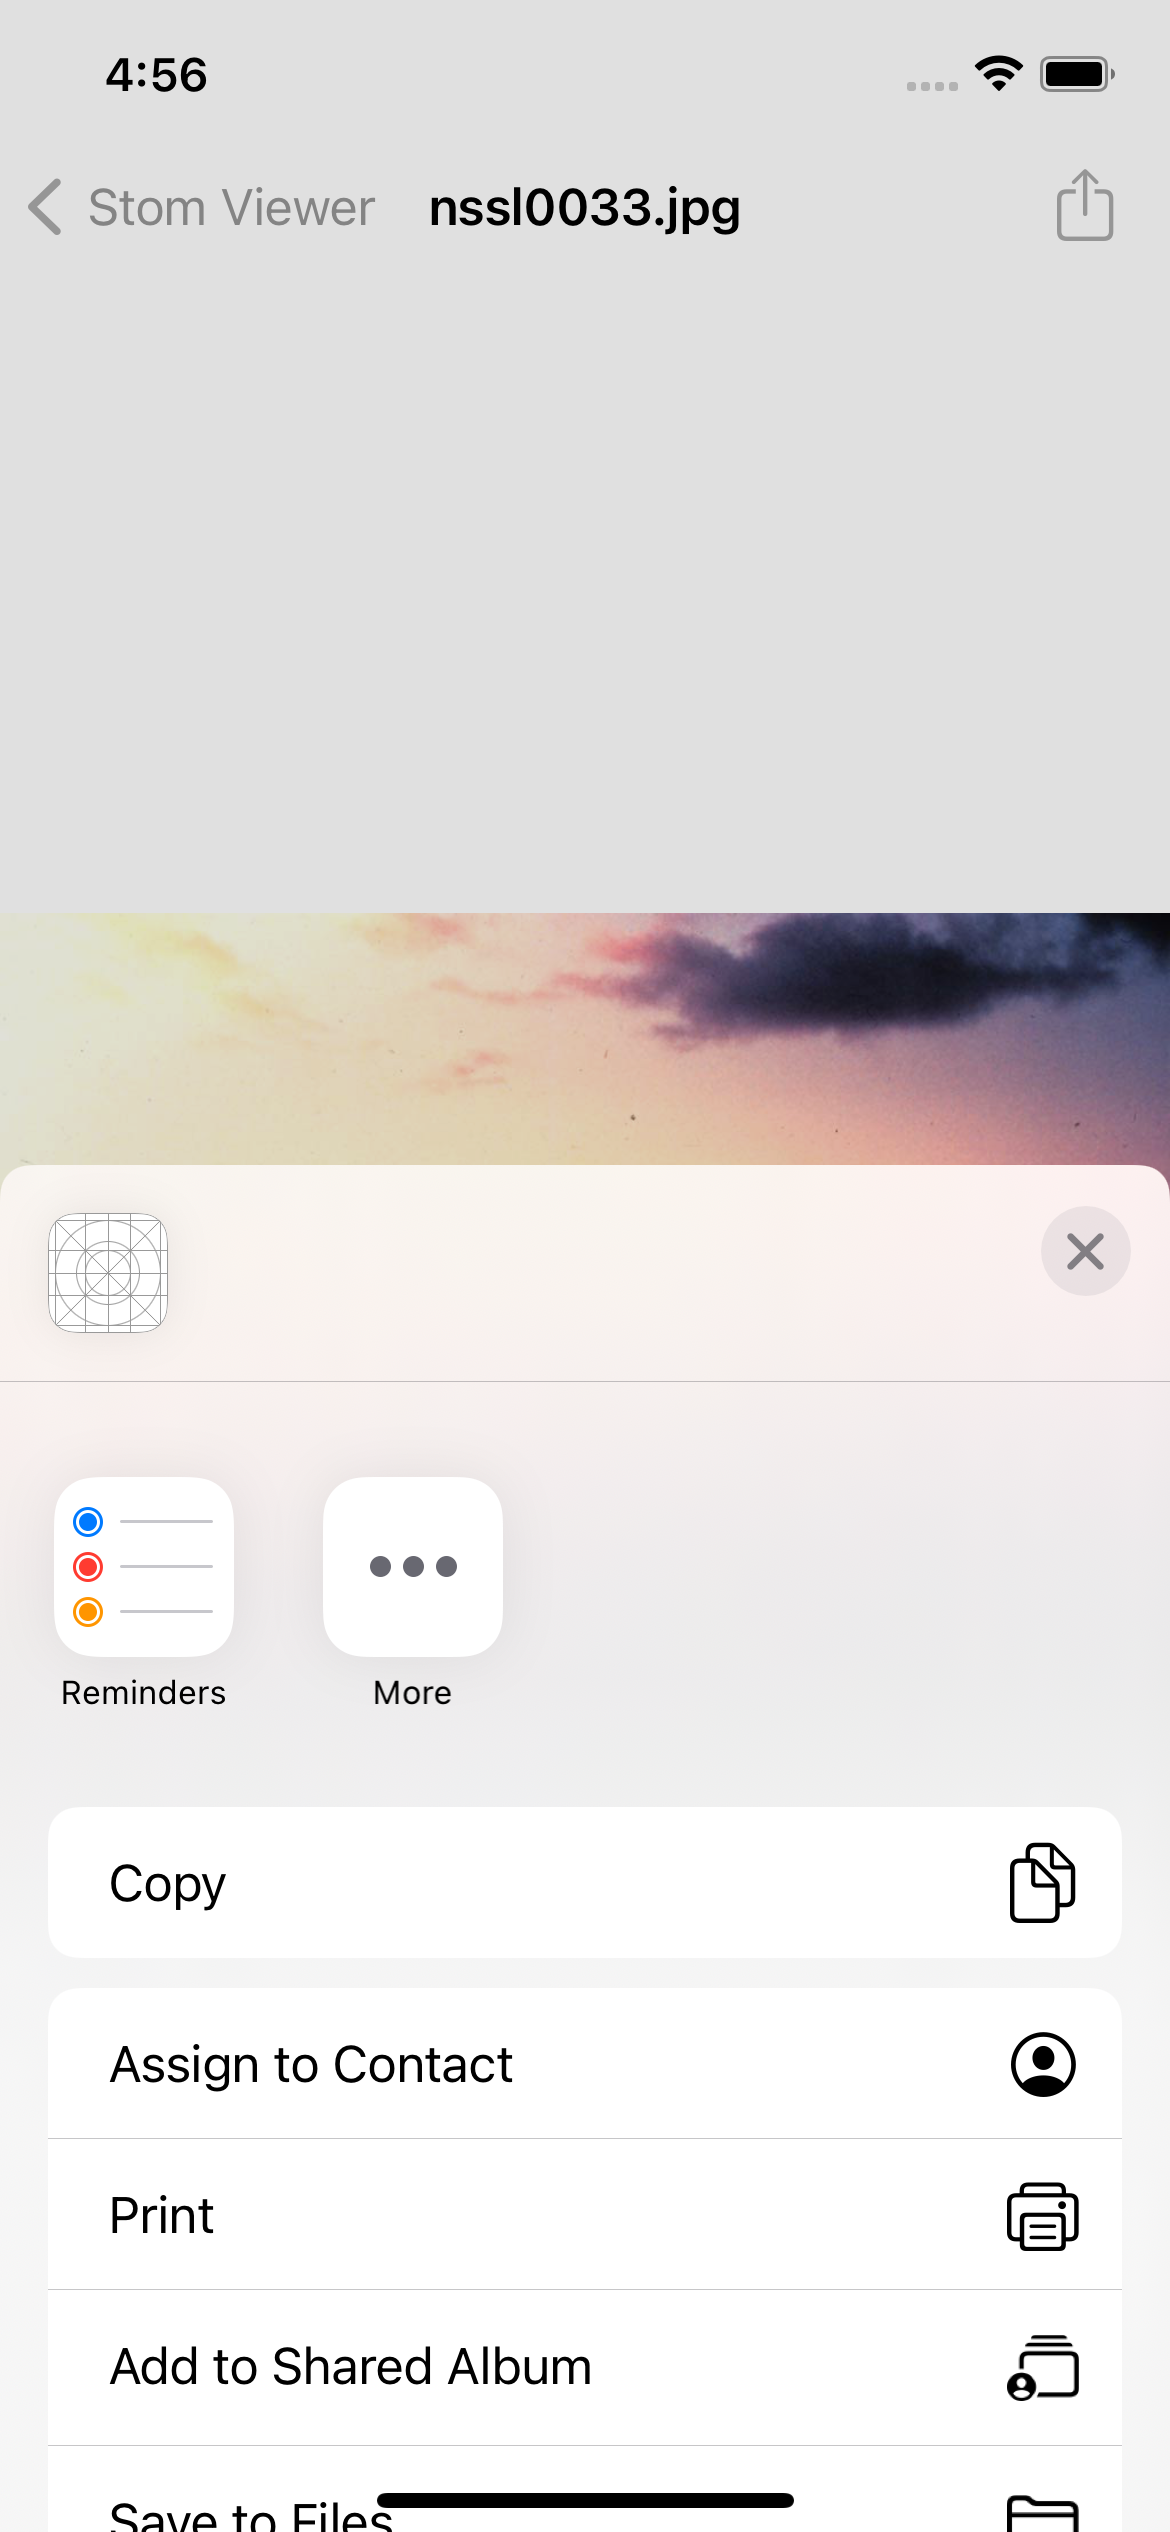 4:56
Stom Viewer nssl0033.jpg
Reminders More
Copy
Assign to Contact
Print
Add to Shared Album
Save to Files